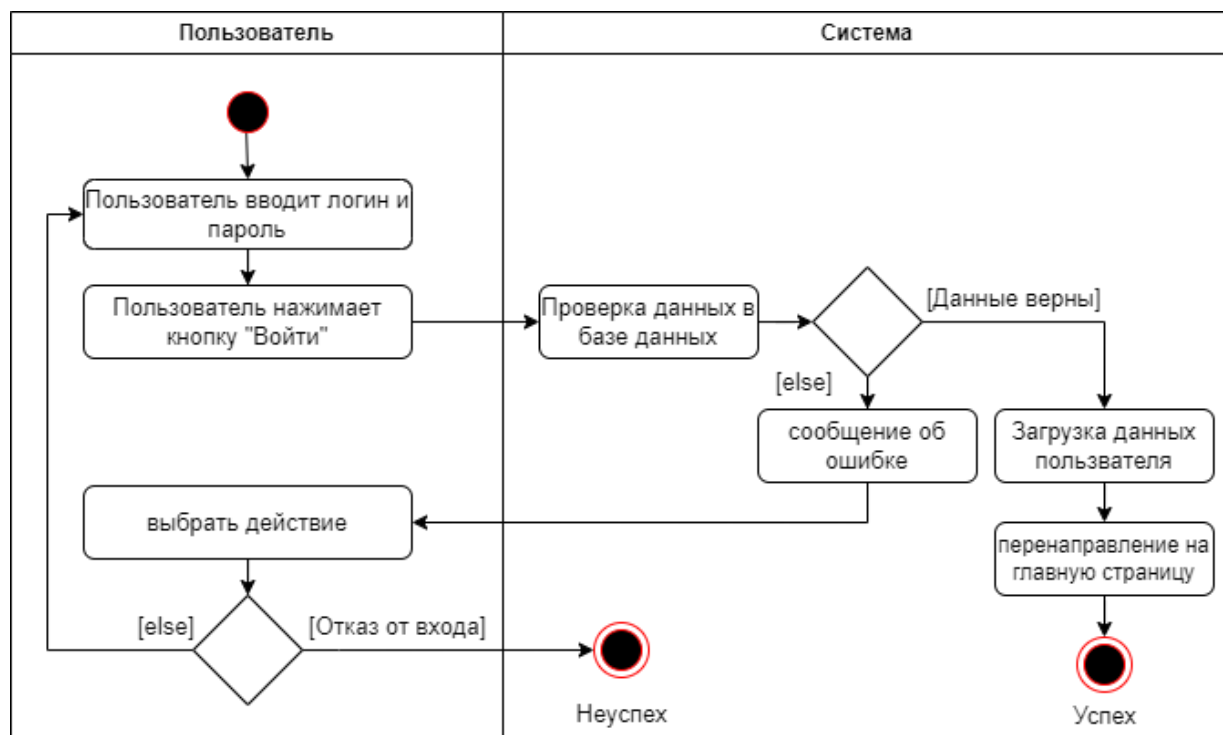 Пользователь
Система
Пользователь вводит логин и
пароль
Пользователь нажимает
кнопку "Войти"
Проверка данных в
базе данных
[Данные верны]
[else]
сообщение об
ошибке
Загрузка данных
пользвателя
выбрать действие
перенаправление на
главную страницу
[else]
[Отказ от входа]
Неуспех
Успех